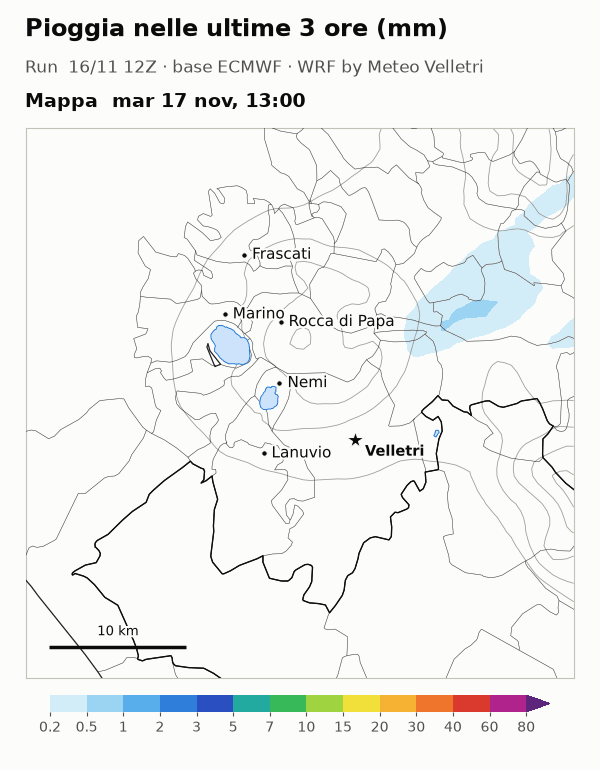 Pioggia nelle ultime 3 ore (mm)
Run  16/11 12Z · base ECMWF · WRF by Meteo Velletri
Mappa  mar 17 nov, 13:00
Frascati
Marino
Rocca di Papa
Nemi
Velletri
Lanuvio
10 km
0.2 0.5 1 2 3 5 7 10 15 20 30 40 60 80